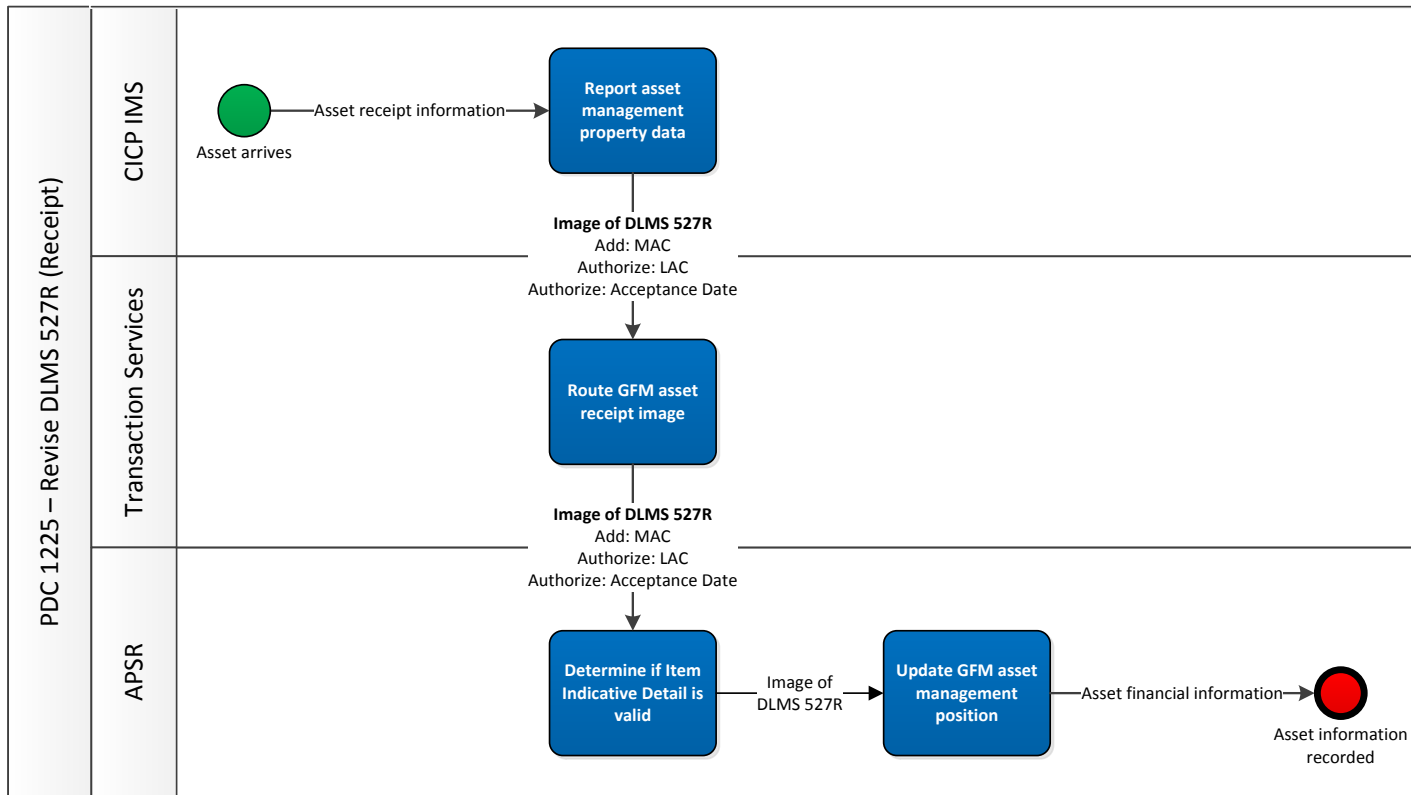 PDC 1225 – Revise DLMS 527R (Receipt)
CICP IMS
Asset arrives
Asset receipt information
Report asset
management
property data
Image of DLMS 527R
Add: MAC
Authorize: LAC
Authorize: Acceptance Date
Transaction Services
Route GFM asset
receipt image
Image of DLMS 527R
Add: MAC
Authorize: LAC
Authorize: Acceptance Date
APSR
Determine if Item
Indicative Detail is
valid
Image of
DLMS 527R
Update GFM asset
management
position
Asset financial information
Asset information
recorded